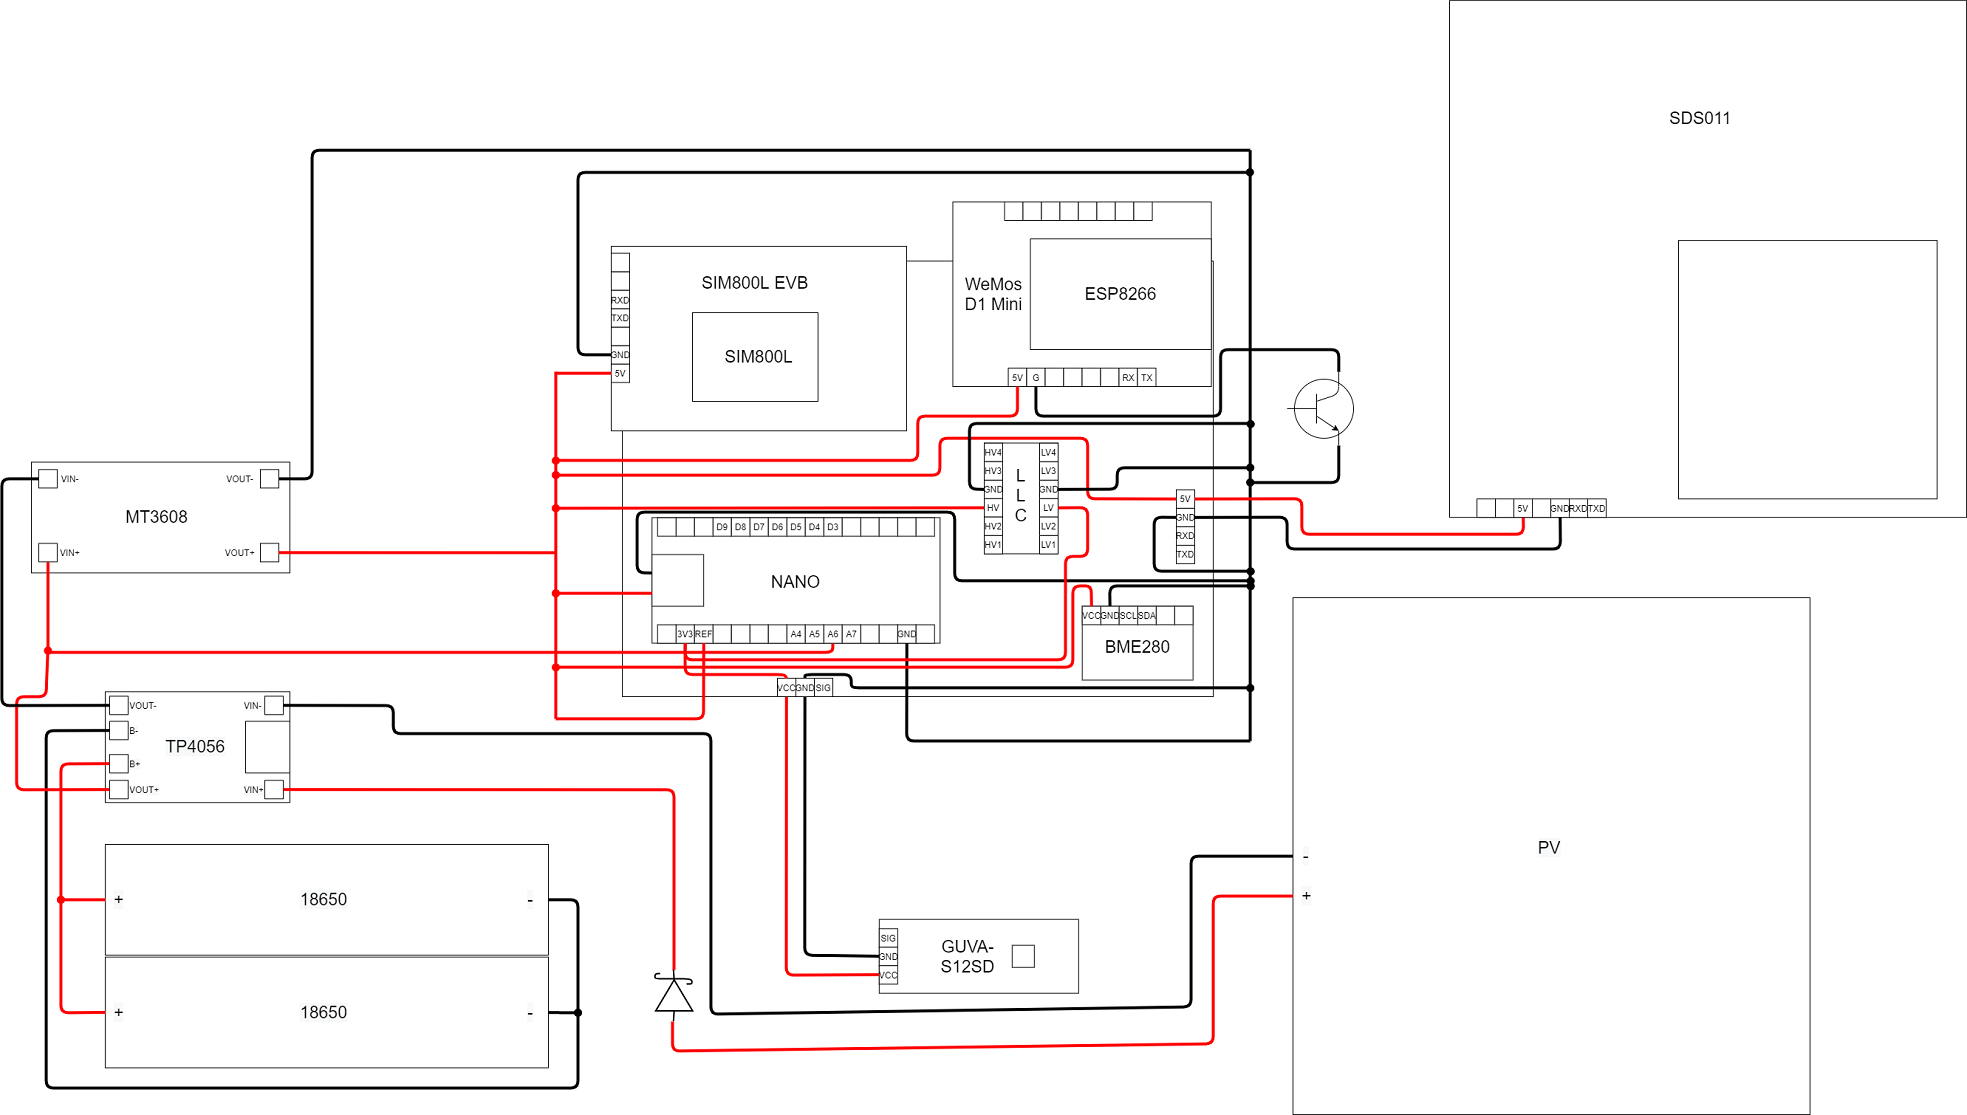 SDS011
5V
GND
RXD
TXD
SIM800L EVB
SIM800L
RXD
TXD
GND
5V
WeMos
D1 Mini
ESP8266
5V
G
RX
TX
HV4
HV3
GND
HV
HV2
HV1
L
L
C
LV4
LV3
GND
LV
LV2
LV1
5V
GND
RXD
TXD
VIN-
VOUT-
MT3608
VIN+
VOUT+
D9
D8
D7
D6
D5
D4
D3
NANO
3V3
REF
A4
A5
A6
A7
GND
VCC
GND
SCL
SDA
BME280
VCC
GND
SIG
VOUT-
VIN-
B-
TP4056
B+
VOUT+
VIN+
+
18650
-
+
18650
-
SIG
GND
VCC
GUVA-
S12SD
PV
-
+